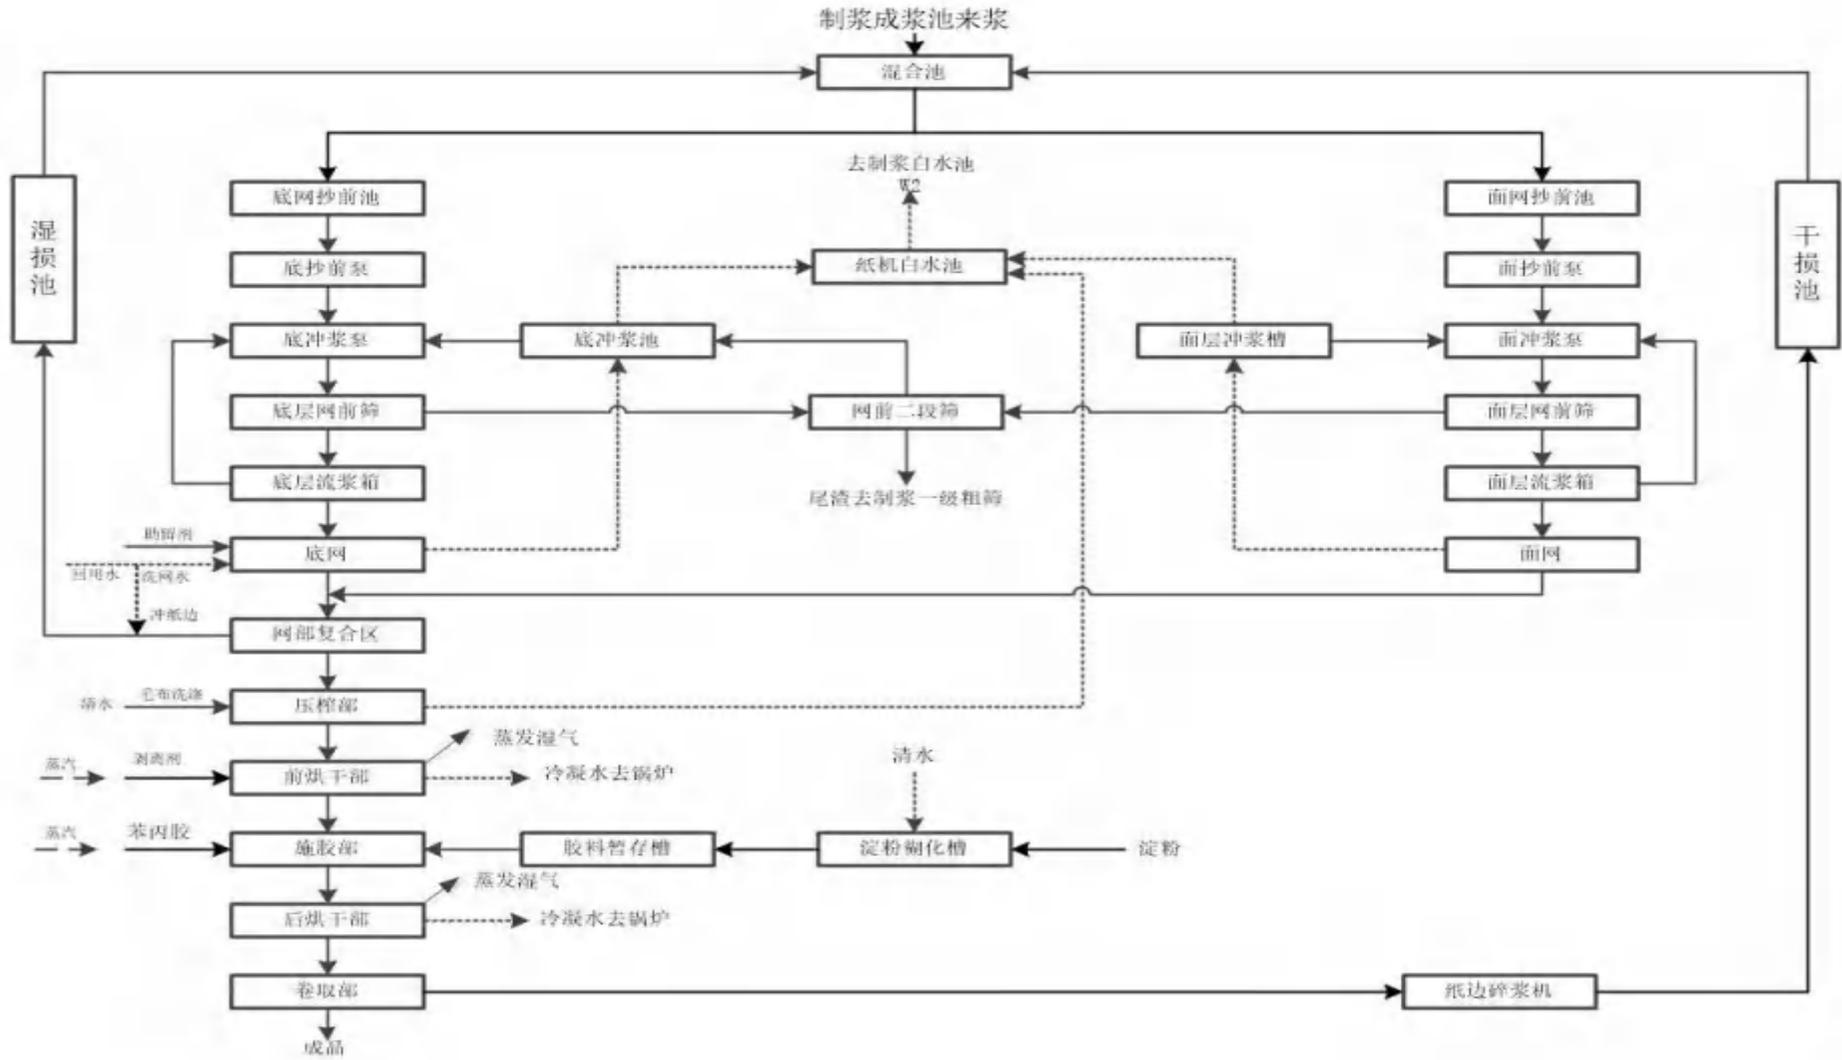 制浆成浆池来浆
混合池
去制浆白水池
W2
湿损池
底网抄前池
面网抄前池
干损池
底抄前泵
纸机白水池
面抄前泵
底冲浆泵
底冲浆池
面层冲浆槽
面冲浆泵
底层网前筛
网前二段筛
面层网前筛
底层流浆箱
尾渣去制浆一级粗筛
面层流浆箱
助留剂
底网
面网
回用水
洗网水
冲纸边
网部复合区
清水
毛布洗涤
压榨部
蒸发湿气
蒸汽
剥离剂
前烘干部
冷凝水去锅炉
清水
蒸汽
苯丙胶
施胶部
胶料暂存槽
淀粉糊化槽
淀粉
蒸发湿气
后烘干部
冷凝水去锅炉
卷取部
纸边碎浆机
成品